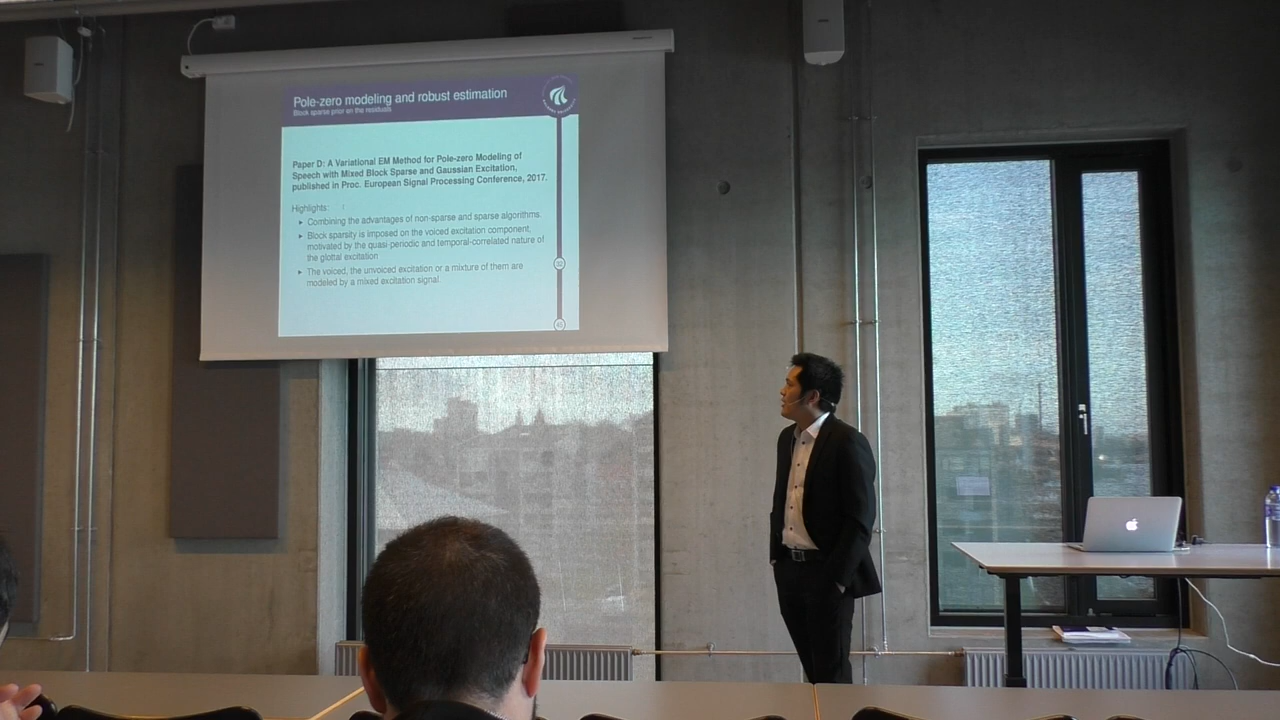 Pole-zero modeling and robust estimation
Block sparse prior on the residuals
Paper D: A Variational EM Method for Pole-zero Modeling of
Speech with Mixed Block Sparse and Gaussian Excitation,
published in Proc. European Signal Processing Conference, 2017.
Highlights:
Combining the advantages of non-sparse and sparse algorithms.
Block sparsity is imposed on the voiced excitation component,
motivated by the quasi-periodic and temporal-correlated nature of
the glottal excitation
The voiced, the unvoiced excitation or a mixture of them are
modeled by a mixed excitation signal.